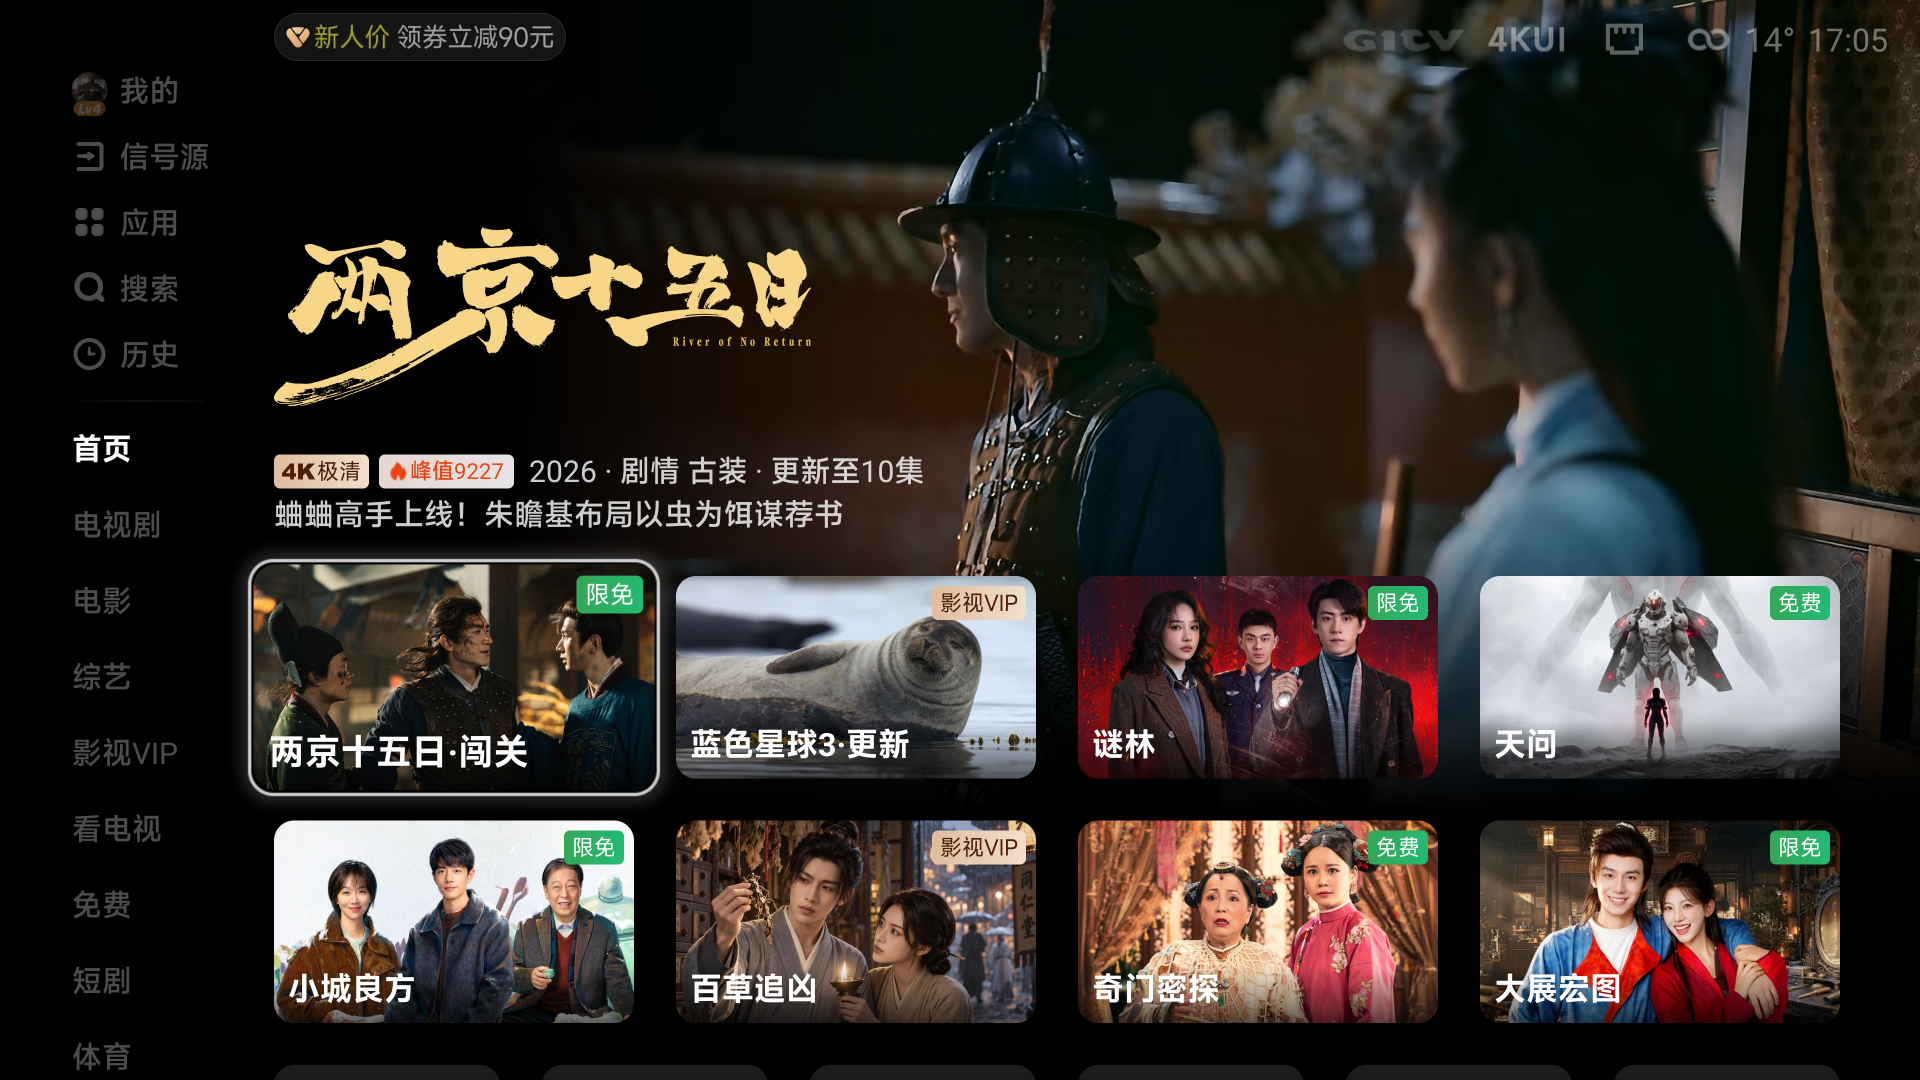 新人价 领券立减90元
GITV 4KUI 14° 17:05
Lv4 我的
信号源
应用
搜索
历史
首页
电视剧
电影
综艺
影视VIP
看电视
免费
短剧
体育
两京十五日
River of No Return
4K极清 峰值9227 2026 · 剧情 古装 · 更新至10集
蛐蛐高手上线！朱瞻基布局以虫为饵谋荐书
限免
两京十五日·闯关
影视VIP
蓝色星球3·更新
限免
谜林
免费
天问
限免
小城良方
影视VIP
同仁堂
百草追凶
免费
奇门密探
限免
大展宏图